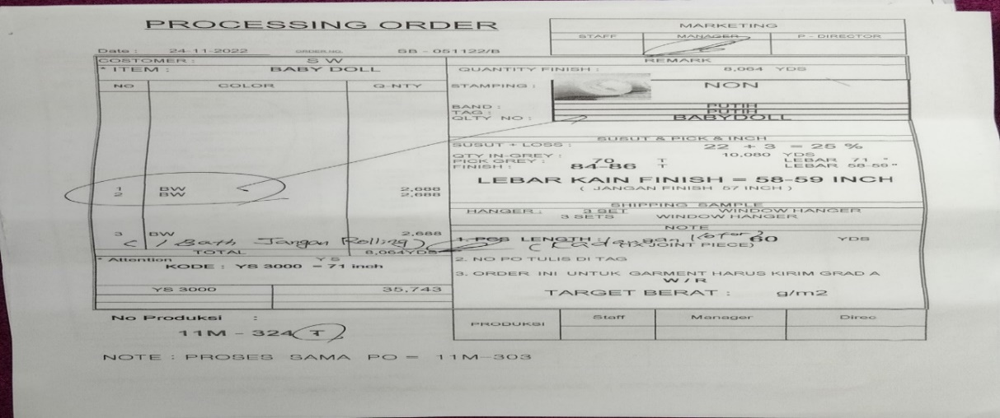 PROCESSING ORDER
MARKETING
STAFF MANAGER P - DIRECTOR
Date : 24-11-2022 ORDER NO. SB - 051122/B
COSTOMER : S W
REMARK
* ITEM : BABY DOLL
QUANTITY FINISH : 8,064 YDS
NO COLOR Q-NTY
STAMPING : NON
BAND : PUTIH
TAG : PUTIH
QLTY NO : BABYDOLL
SUSUT & PICK & INCH
SUSUT + LOSS : 22 + 3 = 25 %
QTY IN-GREY : 10,080 YDS
PICK GREY : 70 T LEBAR 71 "
FINISH : 84-86 T LEBAR 58-59 "
LEBAR KAIN FINISH = 58-59 INCH
( JANGAN FINISH 57 INCH )
1 BW 2,688
2 BW 2,688
SHIPPING SAMPLE
HANGER : 3 SET WINDOW HANGER
3 SETS WINDOW HANGER
NOTE
3 BW 2,688
( 1 Bath Jangan Rolling )
1. PCS LENGTH : 60 YDS
Jangan Kotor
JOINT PIECE)
TOTAL 8,064YDS
* Attention Y S
KODE : YS 3000 = 71 inch
2. NO PO TULIS DI TAG
3. ORDER INI UNTUK GARMENT HARUS KIRIM GRAD A
W / R
YS 3000 35,743
TARGET BERAT : g/m2
No Produksi :
11M - 324 T
PRODUKSI Staff Manager Direc
NOTE : PROSES SAMA PO = 11M-303